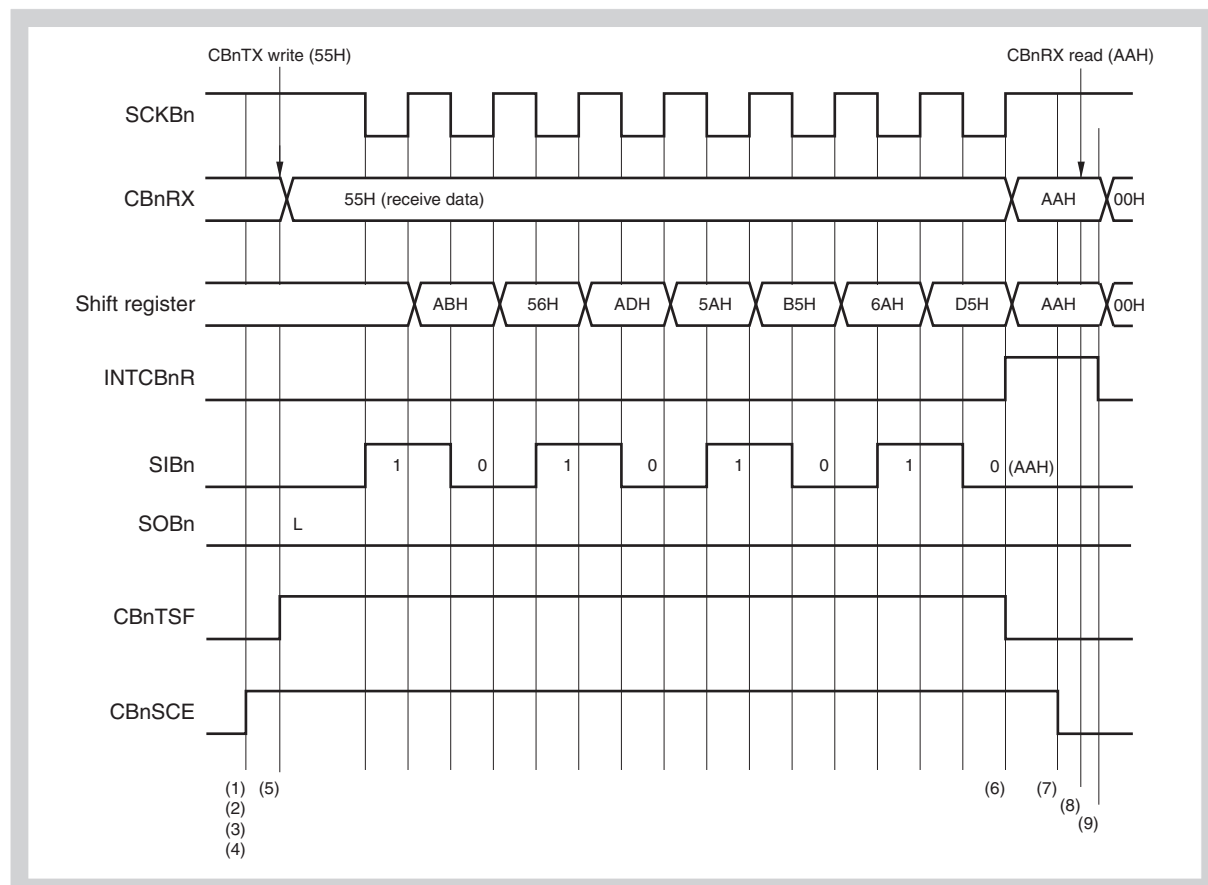 CBnTX write (55H) CBnRX read (AAH)
SCKBn
CBnRX 55H (receive data) AAH 00H
Shift register ABH 56H ADH 5AH B5H 6AH D5H AAH 00H
INTCBnR
SIBn 1 0 1 0 1 0 1 0 (AAH)
SOBn L
CBnTSF
CBnSCE
(1) (5) (6) (7)
(2) (8)
(3) (9)
(4)